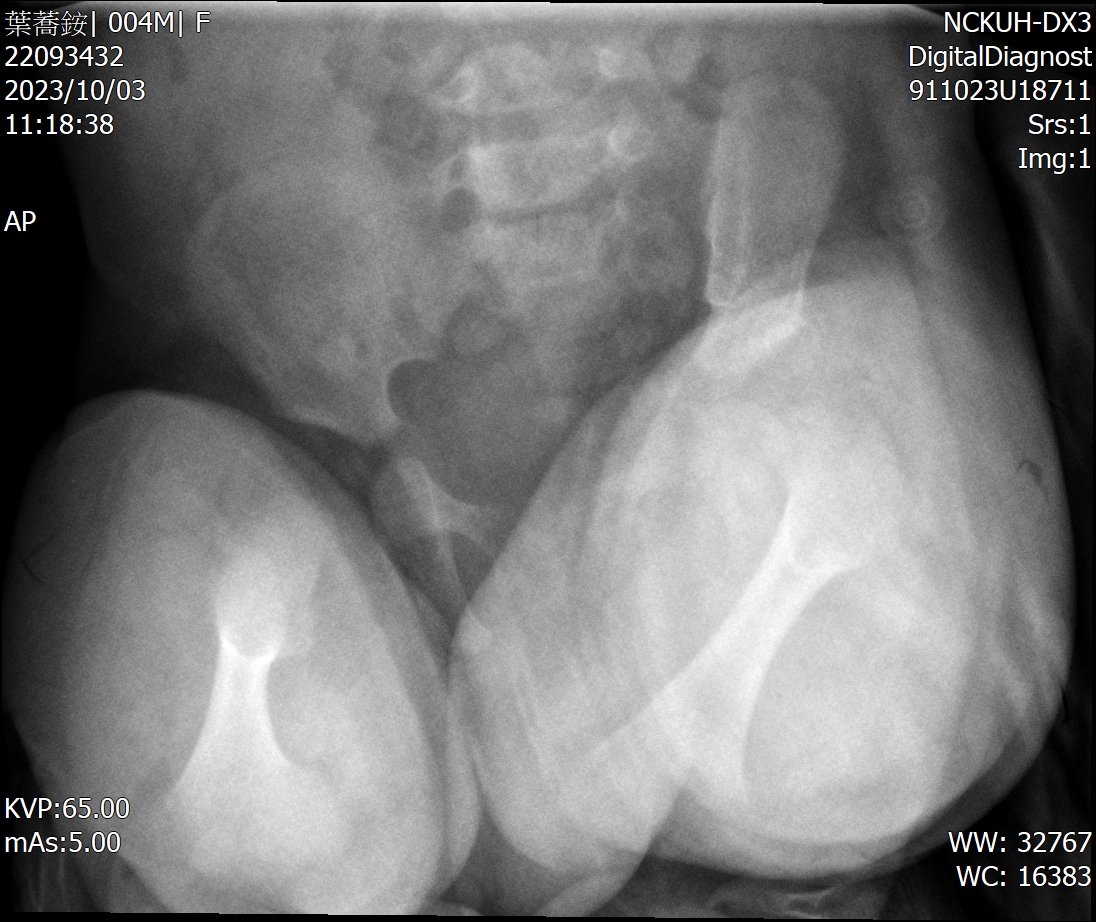 葉蕎銨| 004M| F
22093432
2023/10/03
11:18:38
AP
NCKUH-DX3
DigitalDiagnost
911023U18711
Srs:1
Img:1
KVP:65.00
mAs:5.00
WW: 32767
WC: 16383